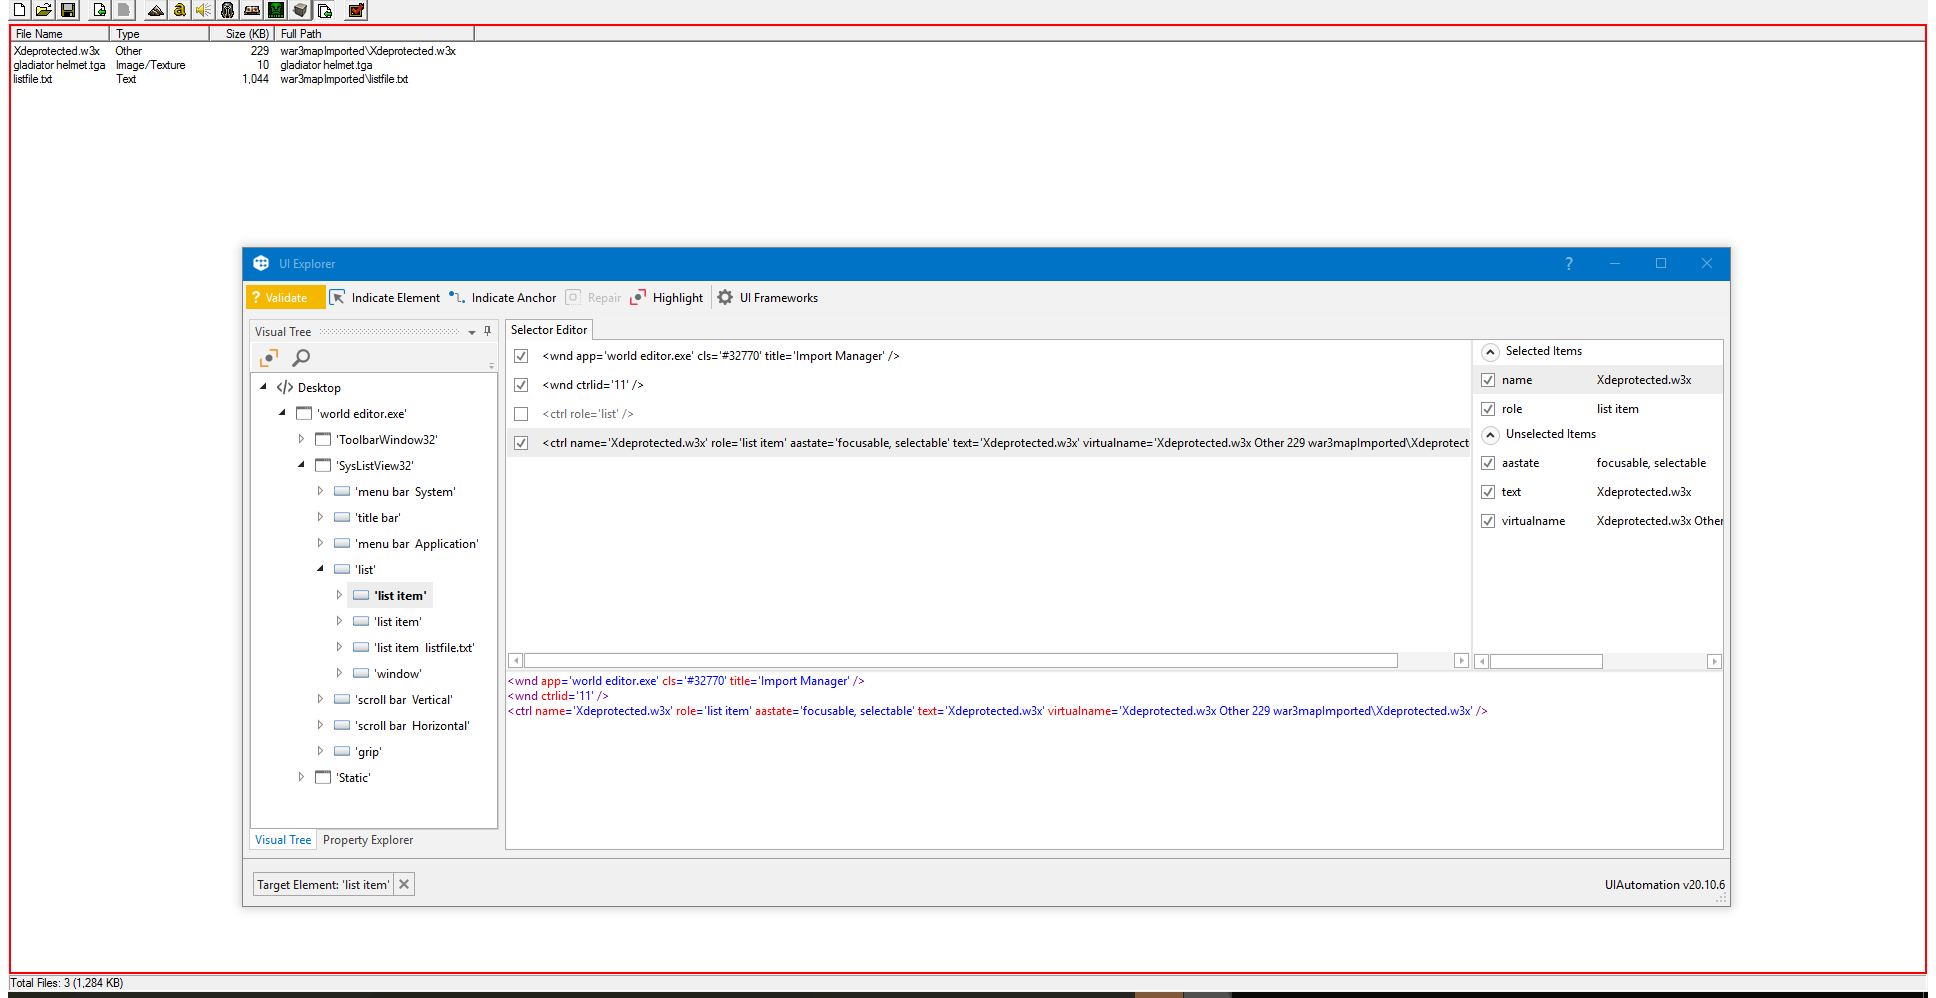 File Name Type Size (KB) Full Path
Xdeprotected.w3x Other 229 war3mapImported\Xdeprotected.w3x
gladiator helmet.tga Image/Texture 10 gladiator helmet.tga
listfile.txt Text 1,044 war3mapImported\listfile.txt
UI Explorer ?
? Validate Indicate Element Indicate Anchor Repair Highlight UI Frameworks
Visual Tree
Desktop
'world editor.exe'
'ToolbarWindow32'
'SysListView32'
'menu bar System'
'title bar'
'menu bar Application'
'list'
'list item'
'list item'
'list item listfile.txt'
'window'
'scroll bar Vertical'
'scroll bar Horizontal'
'grip'
'Static'
Visual Tree Property Explorer
Selector Editor
<wnd app='world editor.exe' cls='#32770' title='Import Manager' />
<wnd ctrlid='11' />
<ctrl role='list' />
<ctrl name='Xdeprotected.w3x' role='list item' aastate='focusable, selectable' text='Xdeprotected.w3x' virtualname='Xdeprotected.w3x Other 229 war3mapImported\Xdeprotect
Selected Items
name Xdeprotected.w3x
role list item
Unselected Items
aastate focusable, selectable
text Xdeprotected.w3x
virtualname Xdeprotected.w3x Other
<wnd app='world editor.exe' cls='#32770' title='Import Manager' />
<wnd ctrlid='11' />
<ctrl name='Xdeprotected.w3x' role='list item' aastate='focusable, selectable' text='Xdeprotected.w3x' virtualname='Xdeprotected.w3x Other 229 war3mapImported\Xdeprotected.w3x' />
Target Element: 'list item'
UIAutomation v20.10.6
Total Files: 3 (1,284 KB)